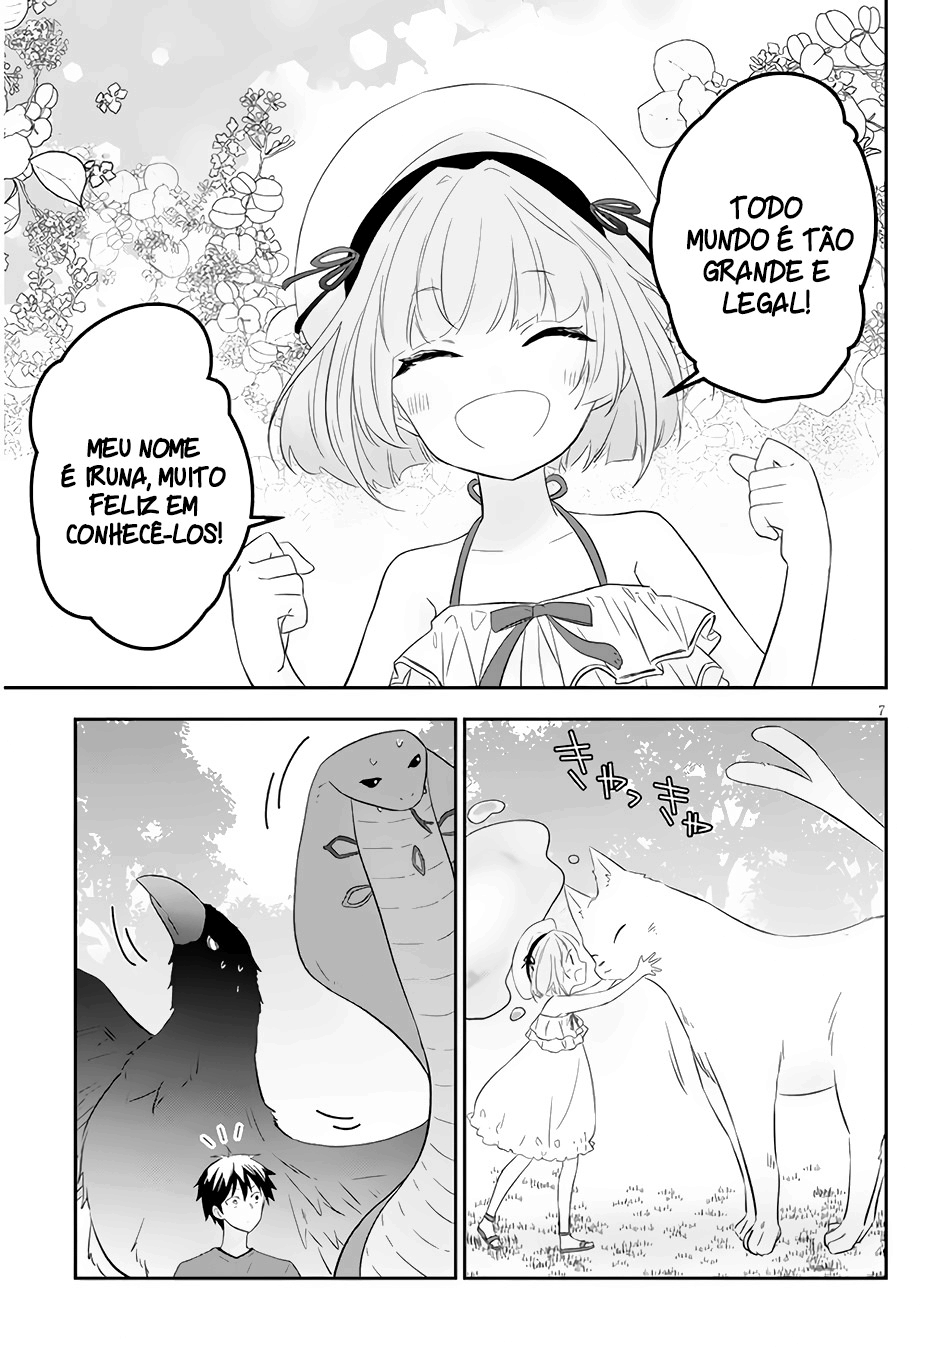 TODO
MUNDO É TÃO
GRANDE E
LEGAL!
MEU NOME
É IRUNA, MUITO
FELIZ EM
CONHECÊ-LOS!
7
きゃっ
きゃ